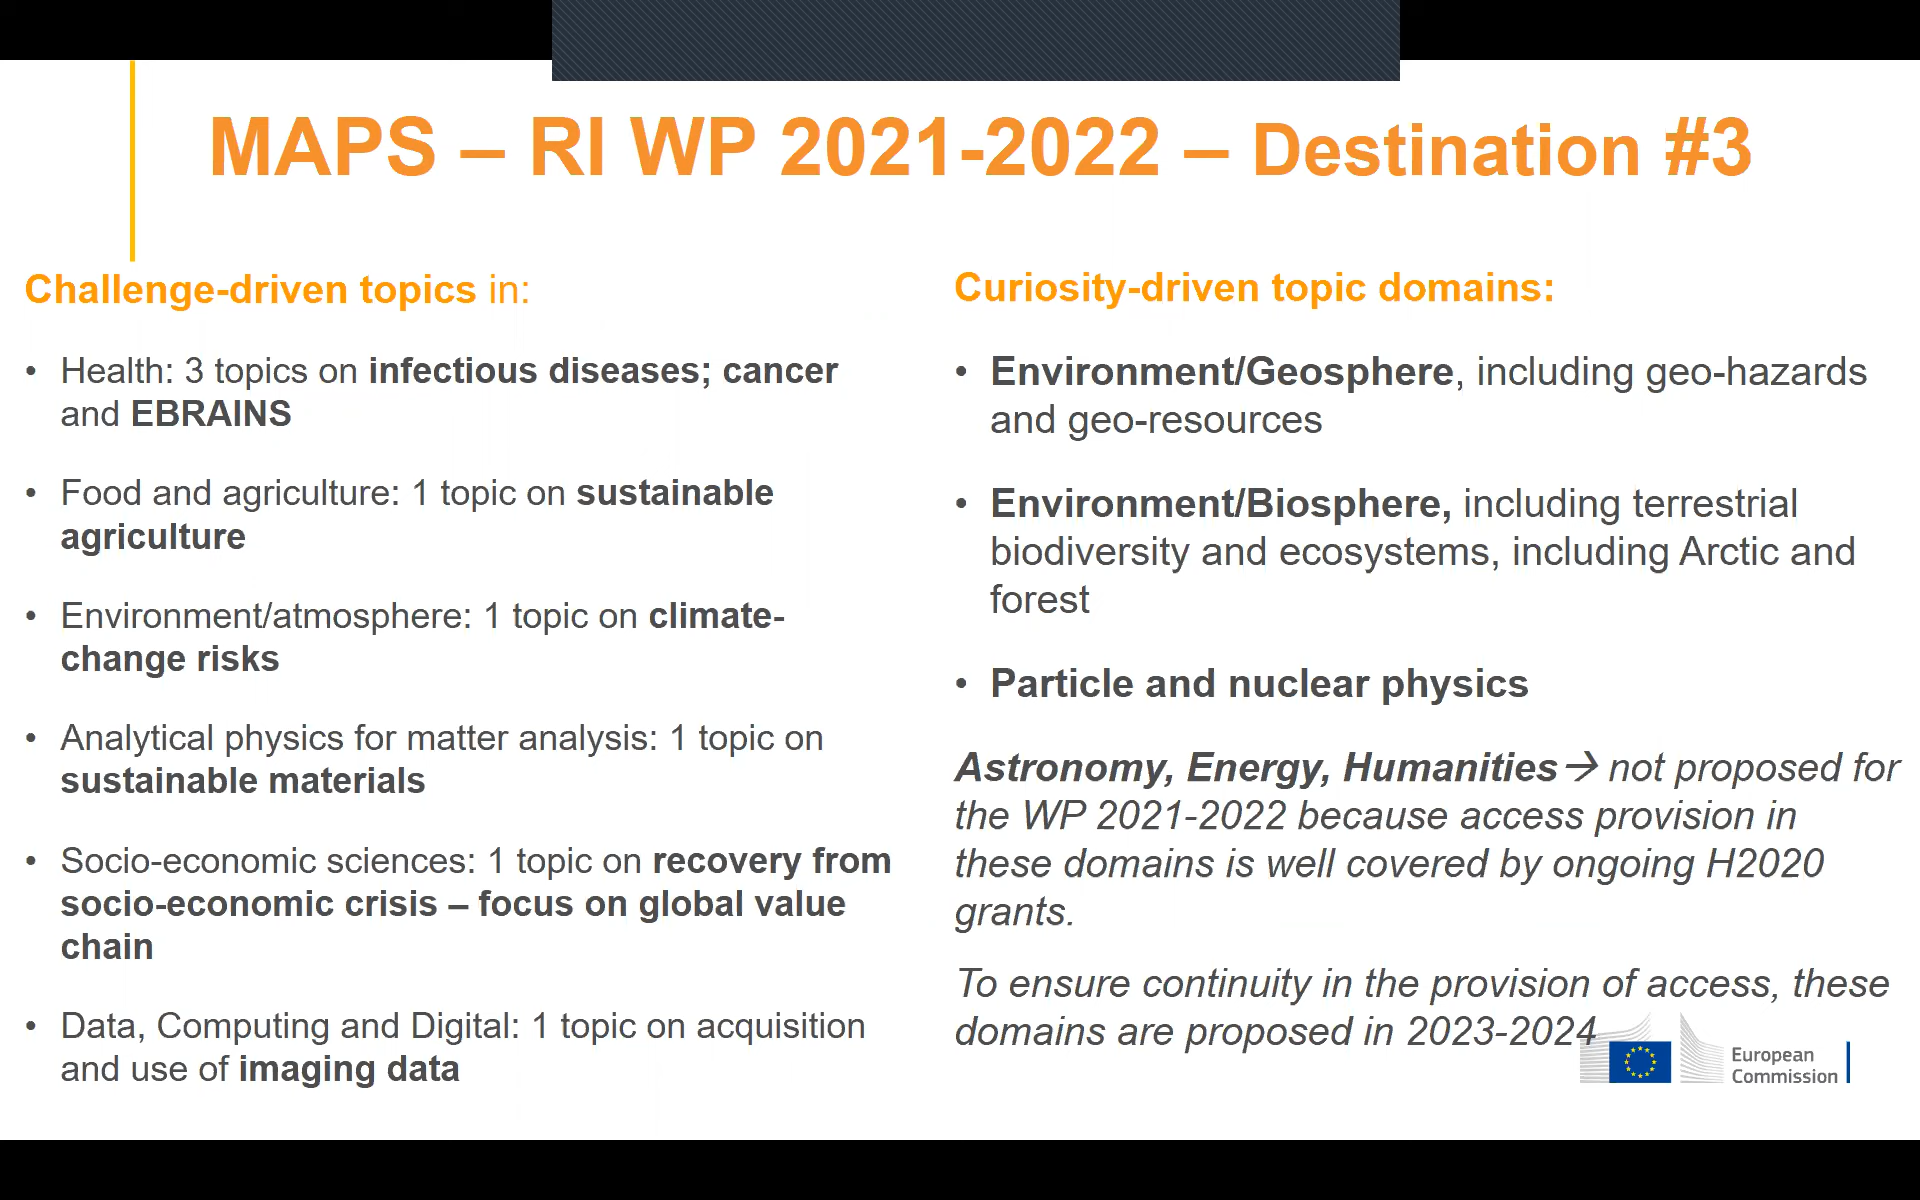 MAPS – RI WP 2021-2022 – Destination #3
Challenge-driven topics in:
• Health: 3 topics on infectious diseases; cancer
and EBRAINS
• Food and agriculture: 1 topic on sustainable
agriculture
• Environment/atmosphere: 1 topic on climate-
change risks
• Analytical physics for matter analysis: 1 topic on
sustainable materials
• Socio-economic sciences: 1 topic on recovery from
socio-economic crisis – focus on global value
chain
• Data, Computing and Digital: 1 topic on acquisition
and use of imaging data
Curiosity-driven topic domains:
• Environment/Geosphere, including geo-hazards
and geo-resources
• Environment/Biosphere, including terrestrial
biodiversity and ecosystems, including Arctic and
forest
• Particle and nuclear physics
Astronomy, Energy, Humanities→ not proposed for
the WP 2021-2022 because access provision in
these domains is well covered by ongoing H2020
grants.
To ensure continuity in the provision of access, these
domains are proposed in 2023-2024
European
Commission